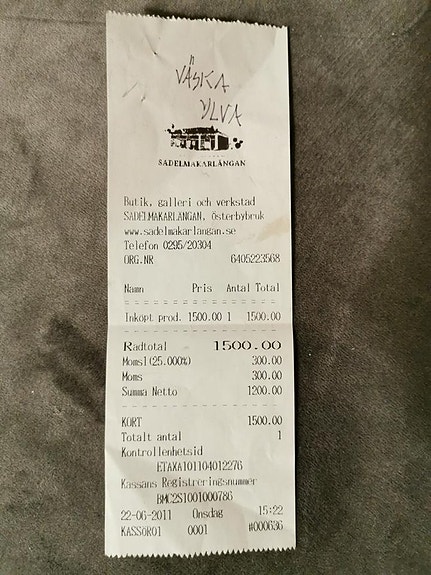 VÄSKA
YLVA
SADELMAKARLÄNGAN
Butik, galleri och verkstad
SADELMAKARLÄNGAN, Österbybruk
www.sadelmakarlangan.se
Telefon 0295/20304
ORG.NR 6405223568
Namn Pris Antal Total
Inköpt prod. 1500.00 1 1500.00
Radtotal 1500.00
Moms1(25.000%) 300.00
Moms 300.00
Summa Netto 1200.00
KORT 1500.00
Totalt antal 1
Kontrollenhetsid
ETAXA101104012276
Kassans Registreringsnummer
BMC2S1001000786
22-06-2011 Onsdag 15:22
KASSÖR01 0001 #000636